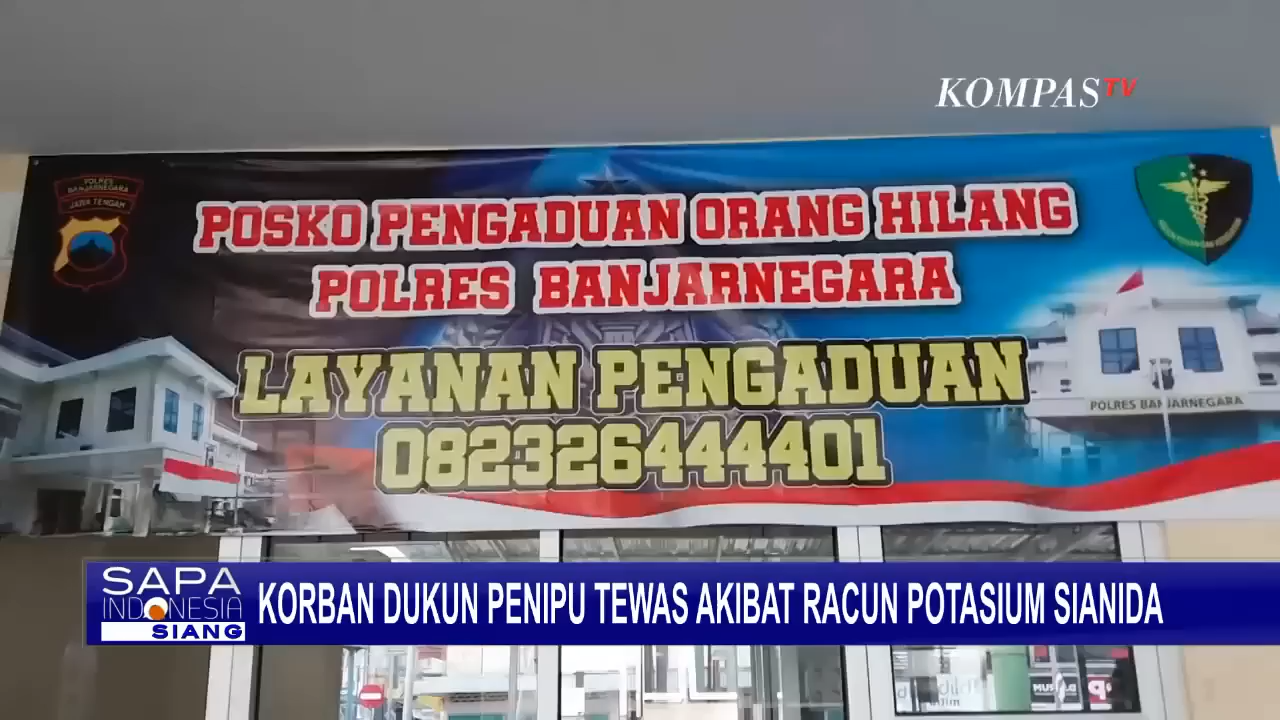 KOMPASTV
POLRES
BANJARNEGARA
JAWA TENGAH
POSKO PENGADUAN ORANG HILANG
POLRES BANJARNEGARA
LAYANAN PENGADUAN
082326444401
POLRES BANJARNEGARA
SAPA
INDONESIA
SIANG
KORBAN DUKUN PENIPU TEWAS AKIBAT RACUN POTASIUM SIANIDA